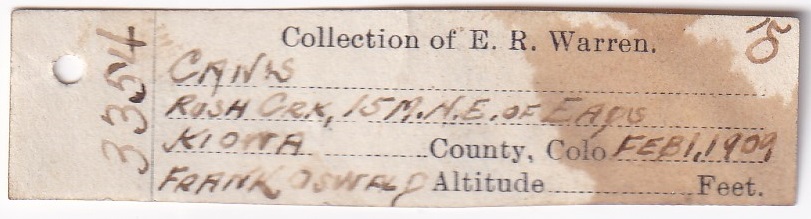 Collection of E. R. Warren.
3354
CANIS
RUSH CRK, 15 M. N.E. OF EADS
KIOWA County, Colo FEB 1, 1909
FRANK OSWALD Altitude Feet.